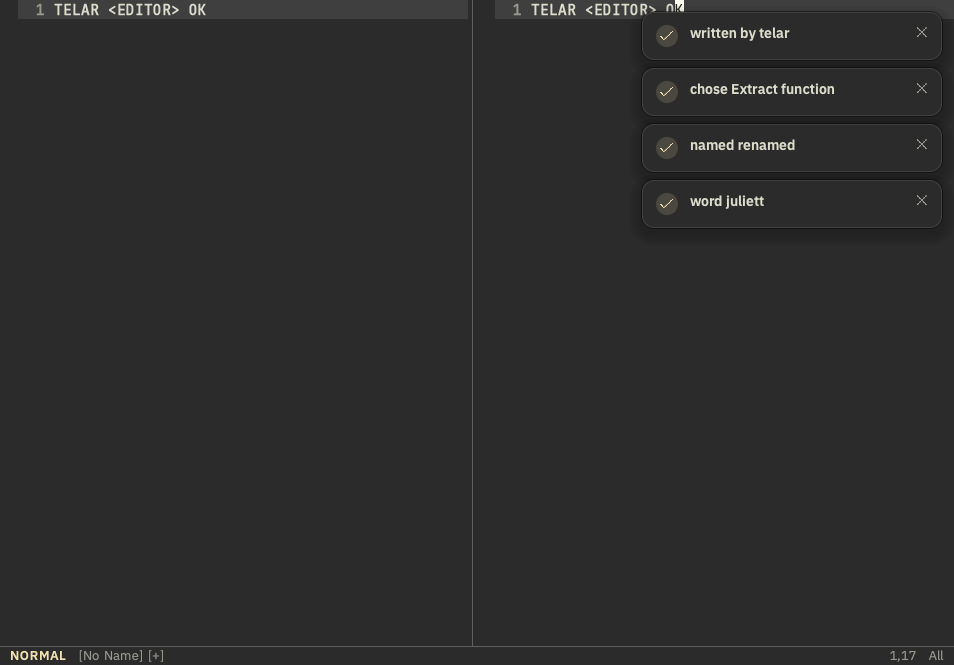 1 TELAR <EDITOR> OK
1 TELAR <EDITOR> OK
written by telar
chose Extract function
named renamed
word juliett
NORMAL [No Name] [+] 1,17 All